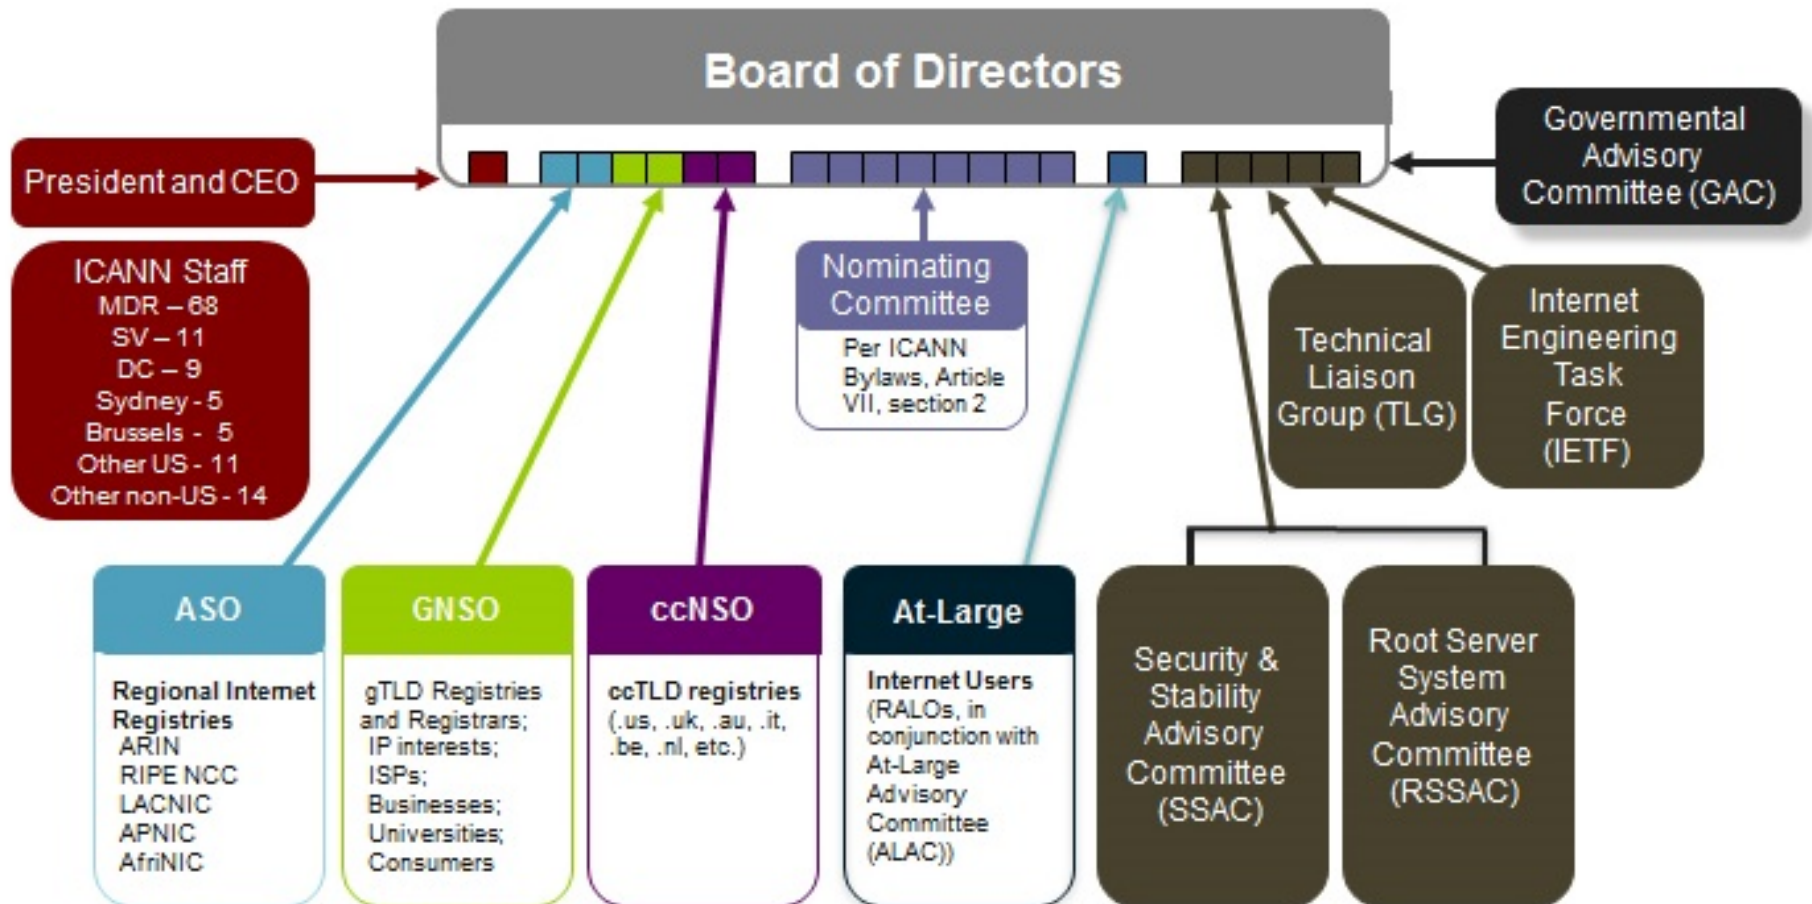 Board of Directors
President and CEO
ICANN Staff
MDR – 68
SV – 11
DC – 9
Sydney - 5
Brussels - 5
Other US - 11
Other non-US - 14
Governmental
Advisory
Committee (GAC)
Nominating
Committee
Per ICANN
Bylaws, Article
VII, section 2
Technical
Liaison
Group (TLG)
Internet
Engineering
Task
Force
(IETF)
ASO
Regional Internet
Registries
ARIN
RIPE NCC
LACNIC
APNIC
AfriNIC
GNSO
gTLD Registries
and Registrars;
IP interests;
ISPs;
Businesses;
Universities;
Consumers
ccNSO
ccTLD registries
(.us, .uk, .au, .it,
.be, .nl, etc.)
At-Large
Internet Users
(RALOs, in
conjunction with
At-Large
Advisory
Committee
(ALAC))
Security &
Stability
Advisory
Committee
(SSAC)
Root Server
System
Advisory
Committee
(RSSAC)